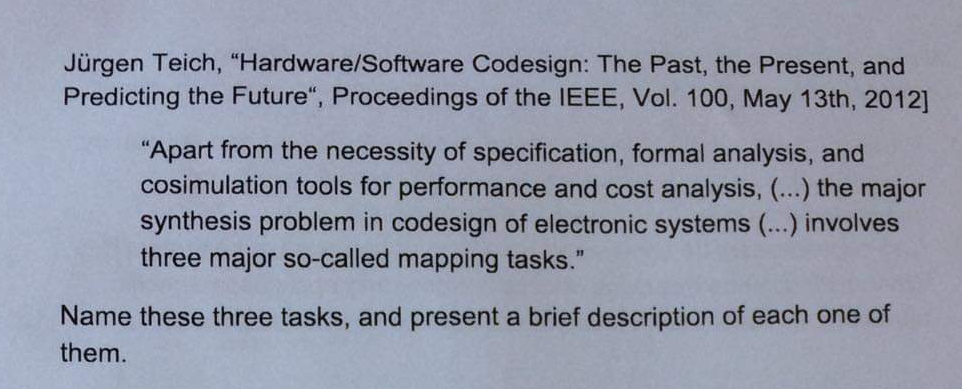 Jürgen Teich, “Hardware/Software Codesign: The Past, the Present, and
Predicting the Future“, Proceedings of the IEEE, Vol. 100, May 13th, 2012]
“Apart from the necessity of specification, formal analysis, and
cosimulation tools for performance and cost analysis, (...) the major
synthesis problem in codesign of electronic systems (...) involves
three major so-called mapping tasks.”
Name these three tasks, and present a brief description of each one of
them.